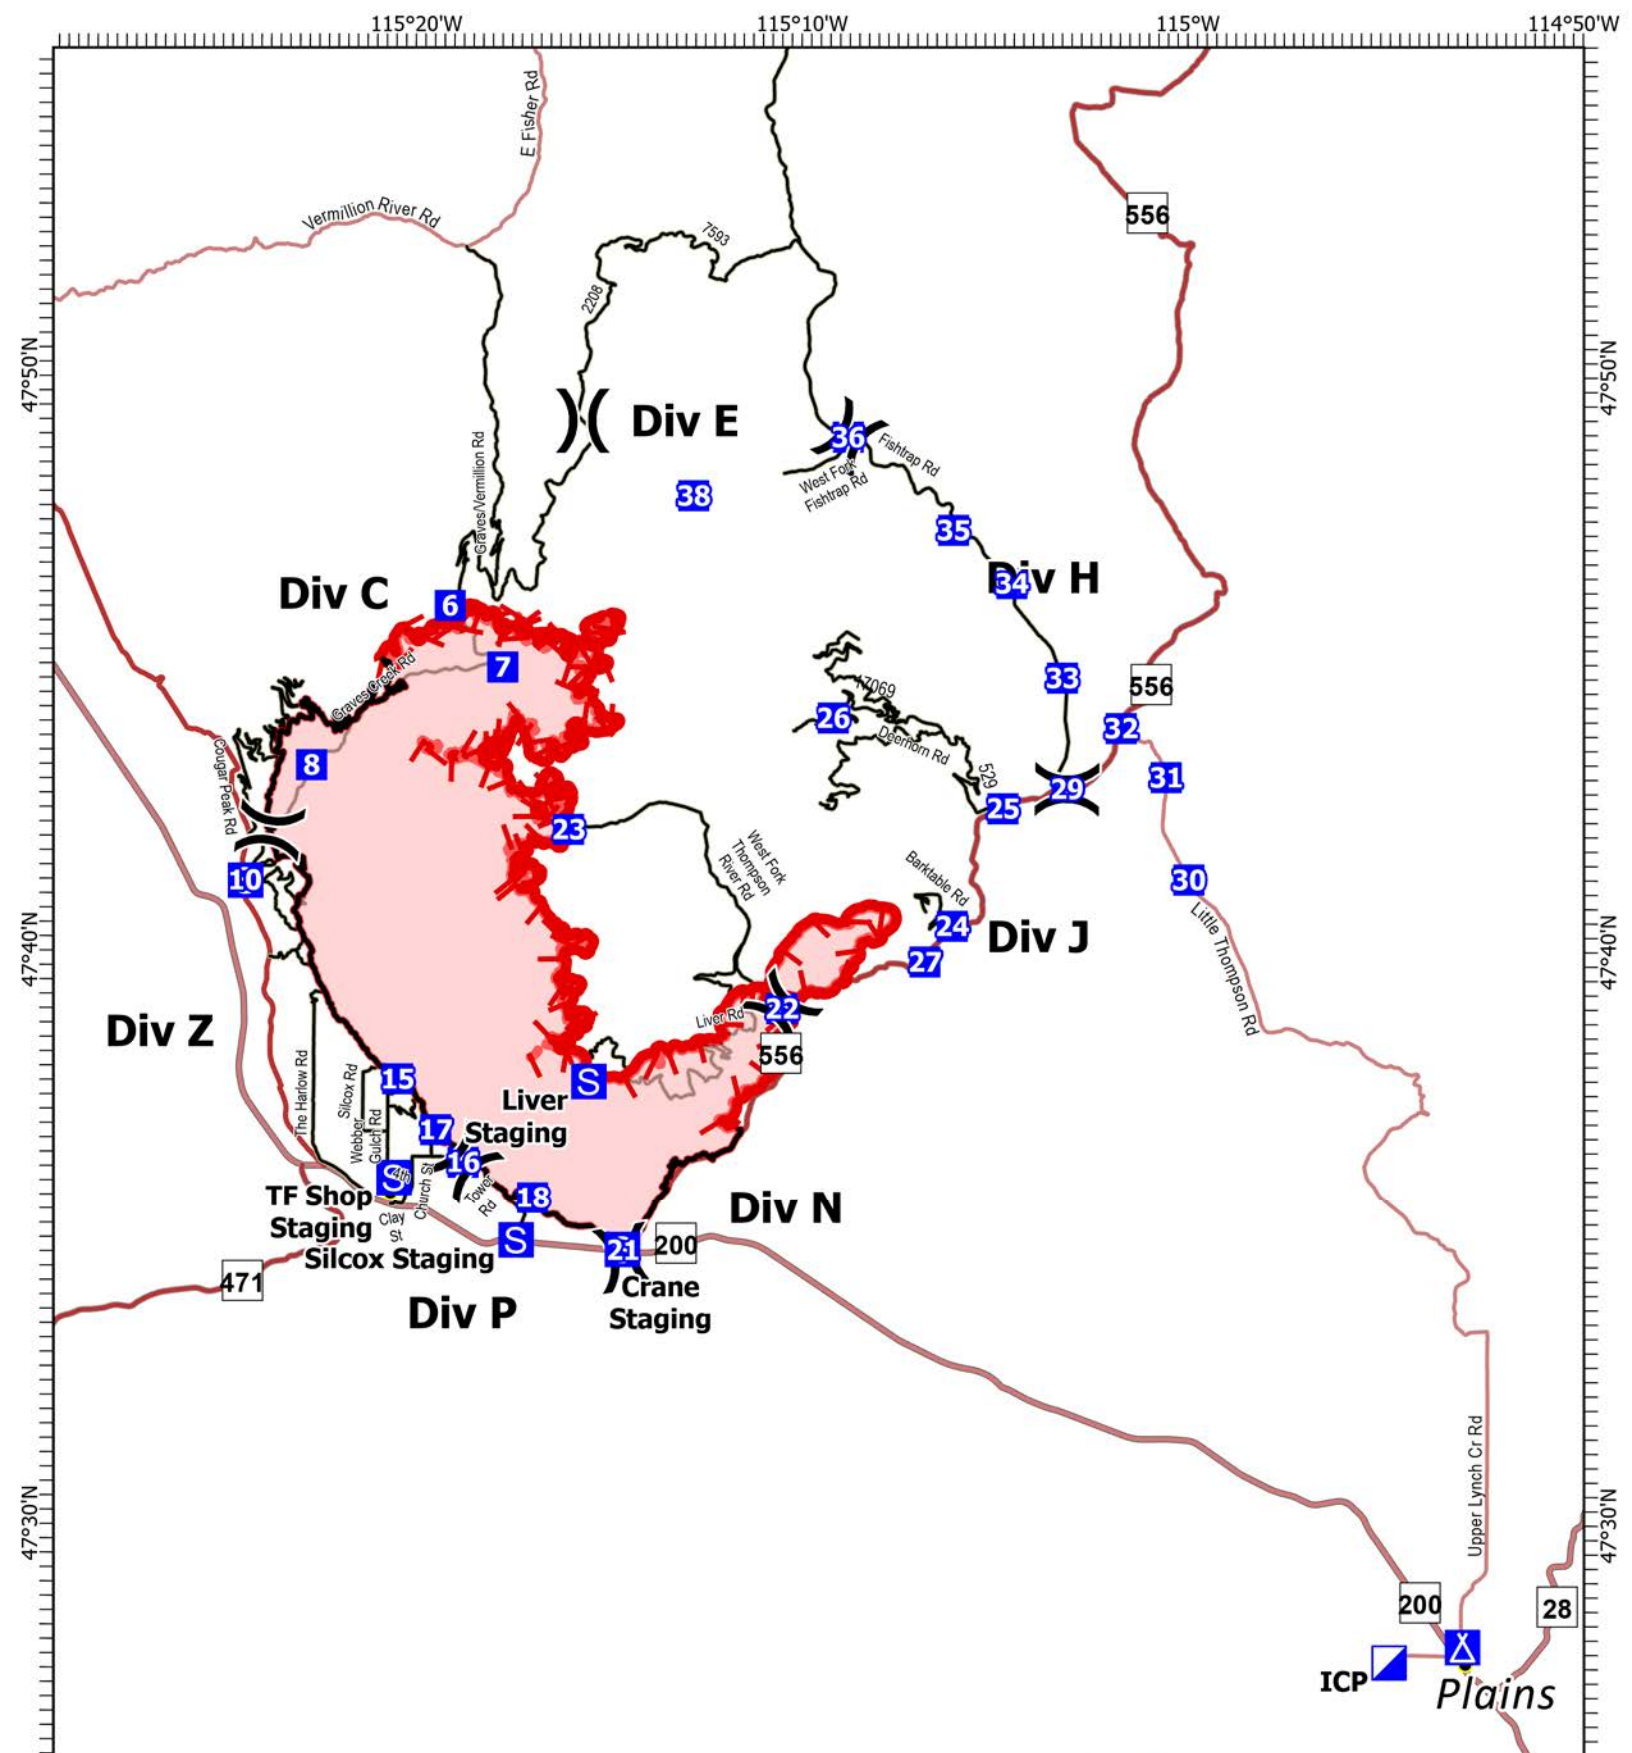 115°20'W
115°10'W
115°W
114°50'W
E Fisher Rd
Vermillion River Rd
556
7593
2208
47°50'N
47°50'N
Div E
36
Fishtrap Rd
West Fork
Fishtrap Rd
Graves/Vermillion Rd
38
35
Div H
34
Div C
6
7
33
556
Graves Creek Rd
17069
26
32
Deerhorn Rd
529
8
Cougar Peak Rd
31
29
25
23
West Fork
Thompson
River Rd
10
Barktable Rd
30
24
Little Thompson Rd
Div J
47°40'N
47°40'N
27
22
Liver Rd
Div Z
556
The Harlow Rd
Silcox Rd
15
S
Liver
Staging
Webber
Gulch Rd
17
16
S
4th
Church St
Tower
Rd
18
TF Shop
Staging
Clay
St
Div N
S
Silcox Staging
21
200
471
Crane
Staging
Div P
47°30'N
47°30'N
Upper Lynch Cr Rd
200
28
ICP
Plains